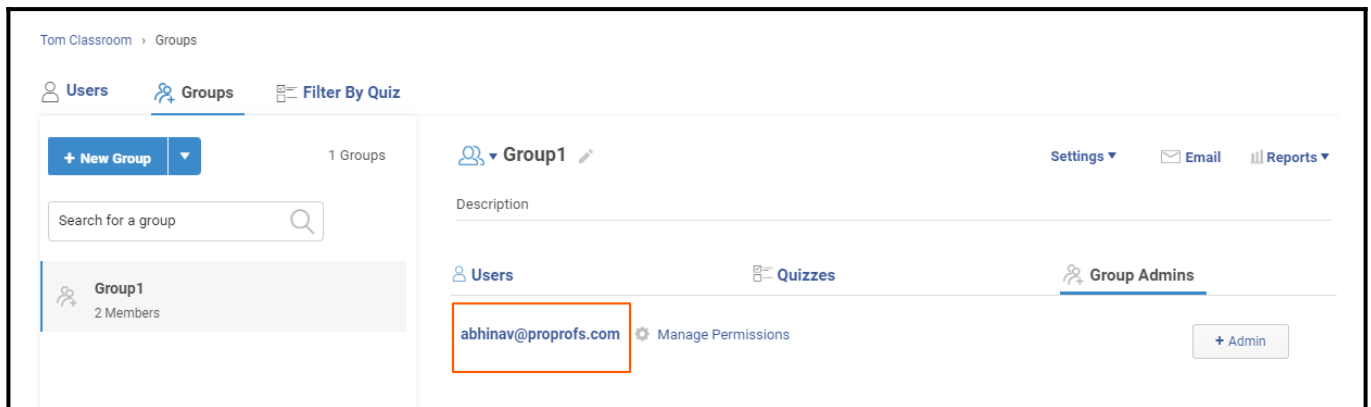 Tom Classroom › Groups
Users Groups Filter By Quiz
+ New Group 1 Groups
Search for a group
Group1
2 Members
Group1 Settings Email Reports
Description
Users Quizzes Group Admins
abhinav@proprofs.com Manage Permissions + Admin